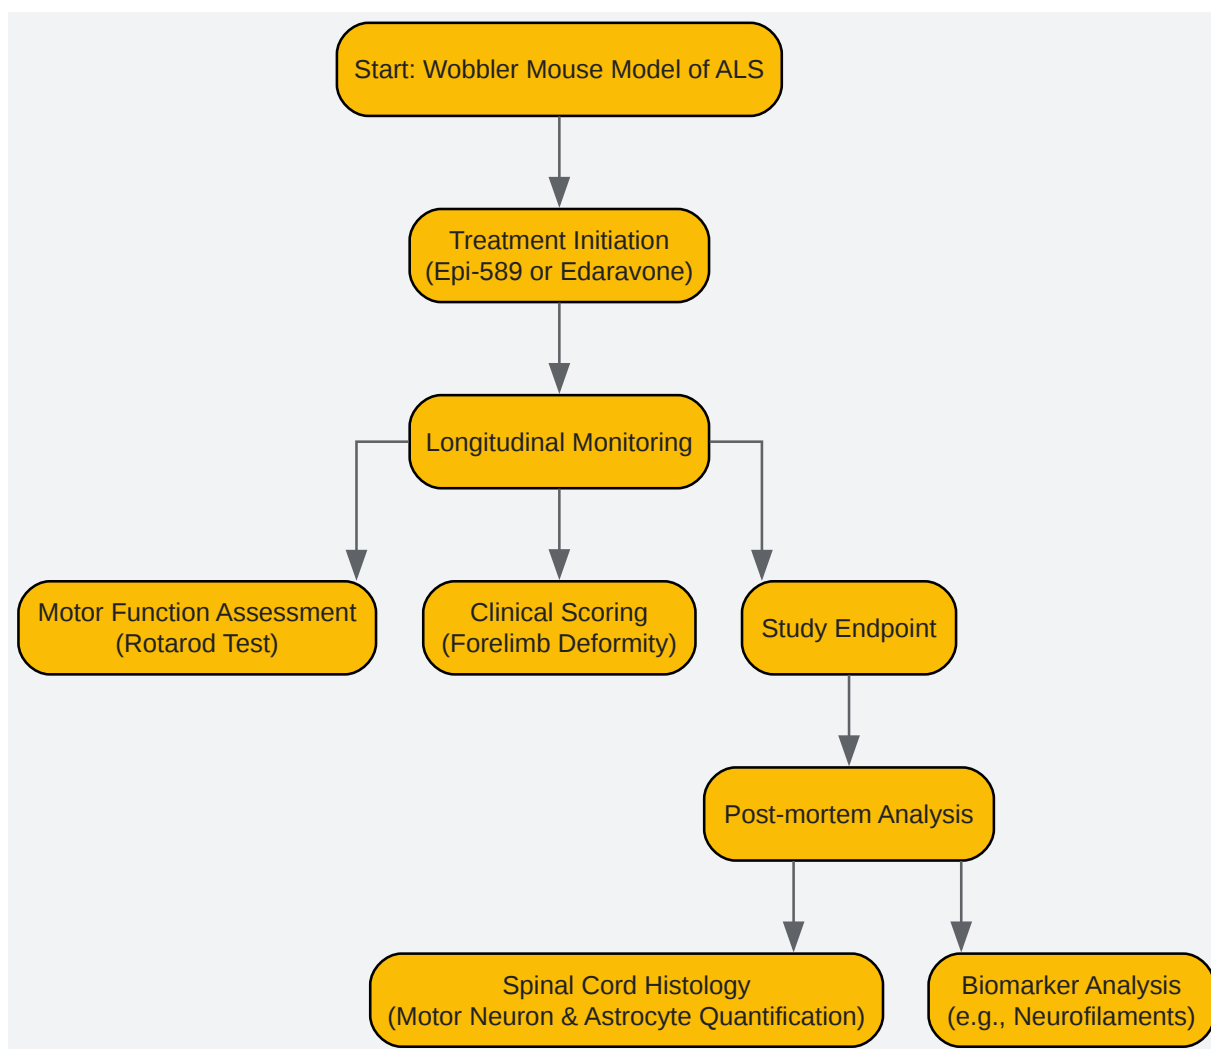 Start: Wobbler Mouse Model of ALS
Treatment Initiation
(Epi-589 or Edaravone)
Longitudinal Monitoring
Motor Function Assessment
(Rotarod Test)
Clinical Scoring
(Forelimb Deformity)
Study Endpoint
Post-mortem Analysis
Spinal Cord Histology
(Motor Neuron & Astrocyte Quantification)
Biomarker Analysis
(e.g., Neurofilaments)